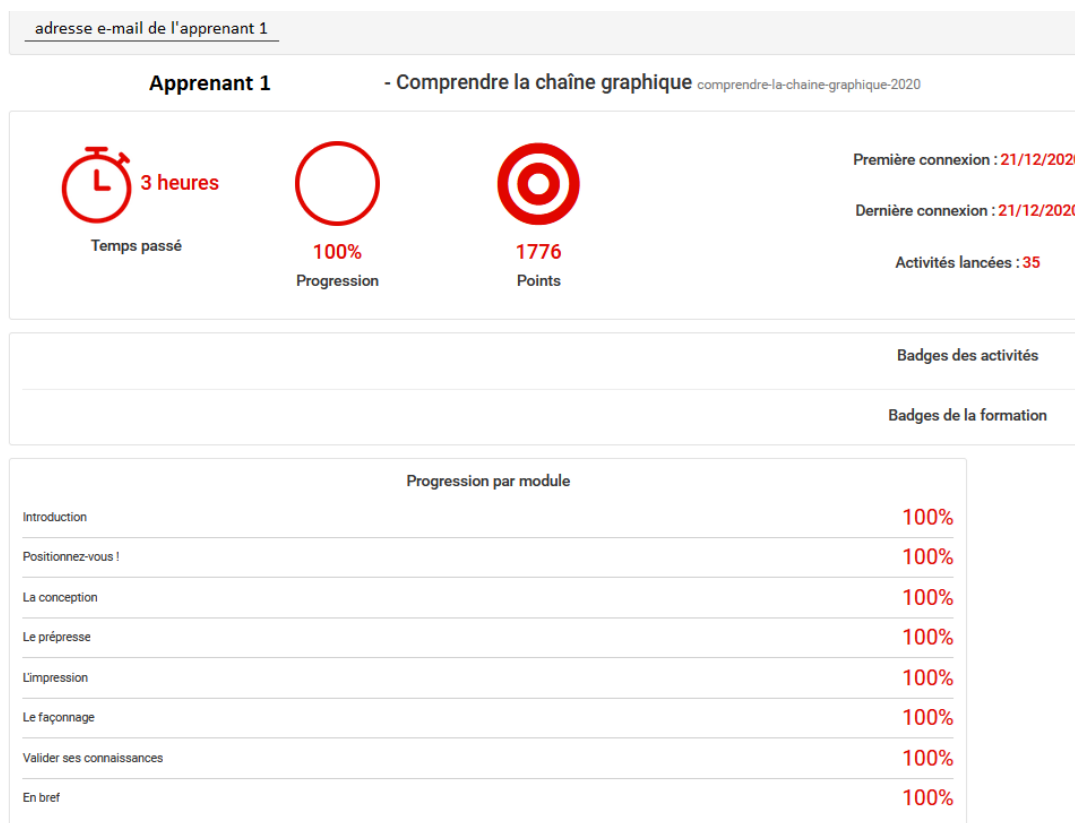 adresse e-mail de l'apprenant 1
Apprenant 1 - Comprendre la chaîne graphique comprendre-la-chaine-graphique-2020
3 heures
Temps passé
100%
Progression
1776
Points
Première connexion : 21/12/2020
Dernière connexion : 21/12/2020
Activités lancées : 35
Badges des activités
Badges de la formation
Progression par module
Introduction 100%
Positionnez-vous ! 100%
La conception 100%
Le prépresse 100%
L'impression 100%
Le façonnage 100%
Valider ses connaissances 100%
En bref 100%